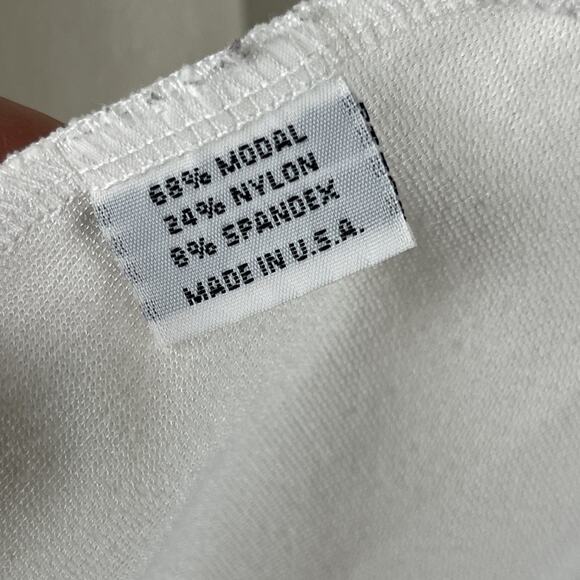 68% MODAL
24% NYLON
8% SPANDEX
MADE IN U.S.A.